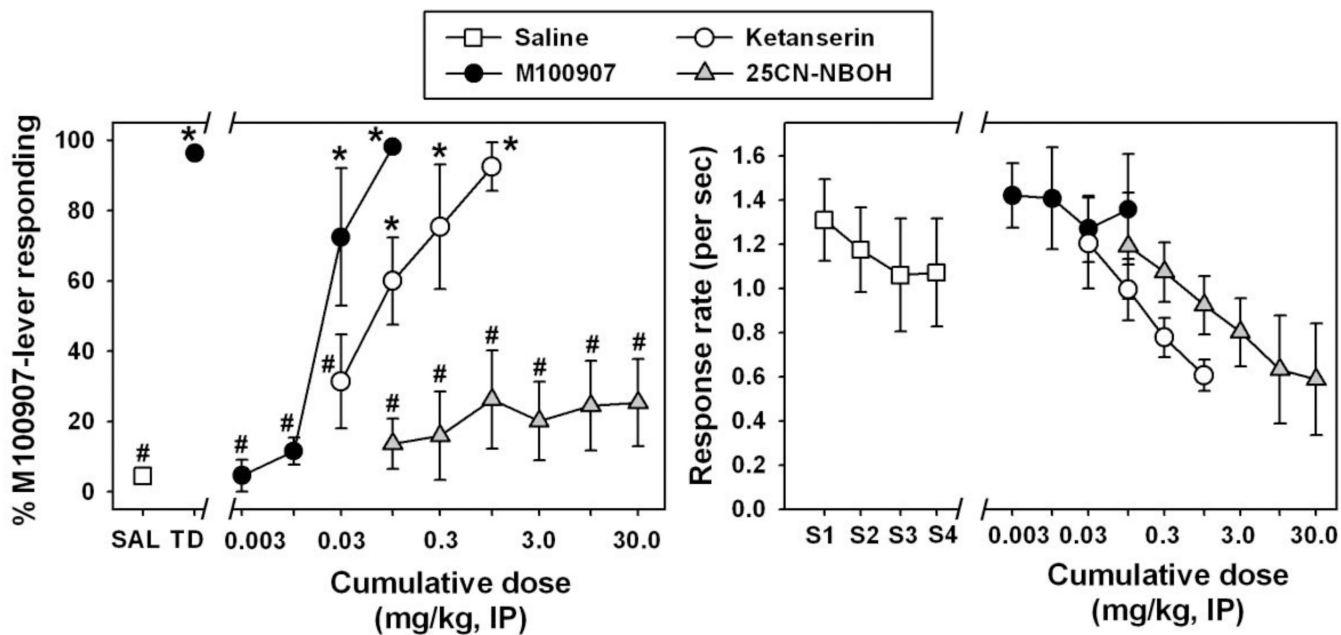 Saline
Ketanserin
M100907
25CN-NBOH
% M100907-lever responding
100
80
60
40
20
0
* * * * * *
# # # # # # # # # #
SAL TD 0.003 0.03 0.3 3.0 30.0
Cumulative dose
(mg/kg, IP)
Response rate (per sec)
1.6
1.4
1.2
1.0
0.8
0.6
0.4
0.2
0.0
S1 S2 S3 S4 0.003 0.03 0.3 3.0 30.0
Cumulative dose
(mg/kg, IP)